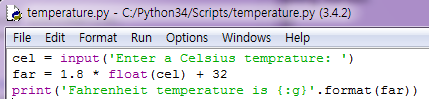 temperature.py - C:/Python34/Scripts/temperature.py (3.4.2)
File Edit Format Run Options Windows Help
cel = input('Enter a Celsius temprature: ')
far = 1.8 * float(cel) + 32
print('Fahrenheit temperature is {:g}'.format(far))